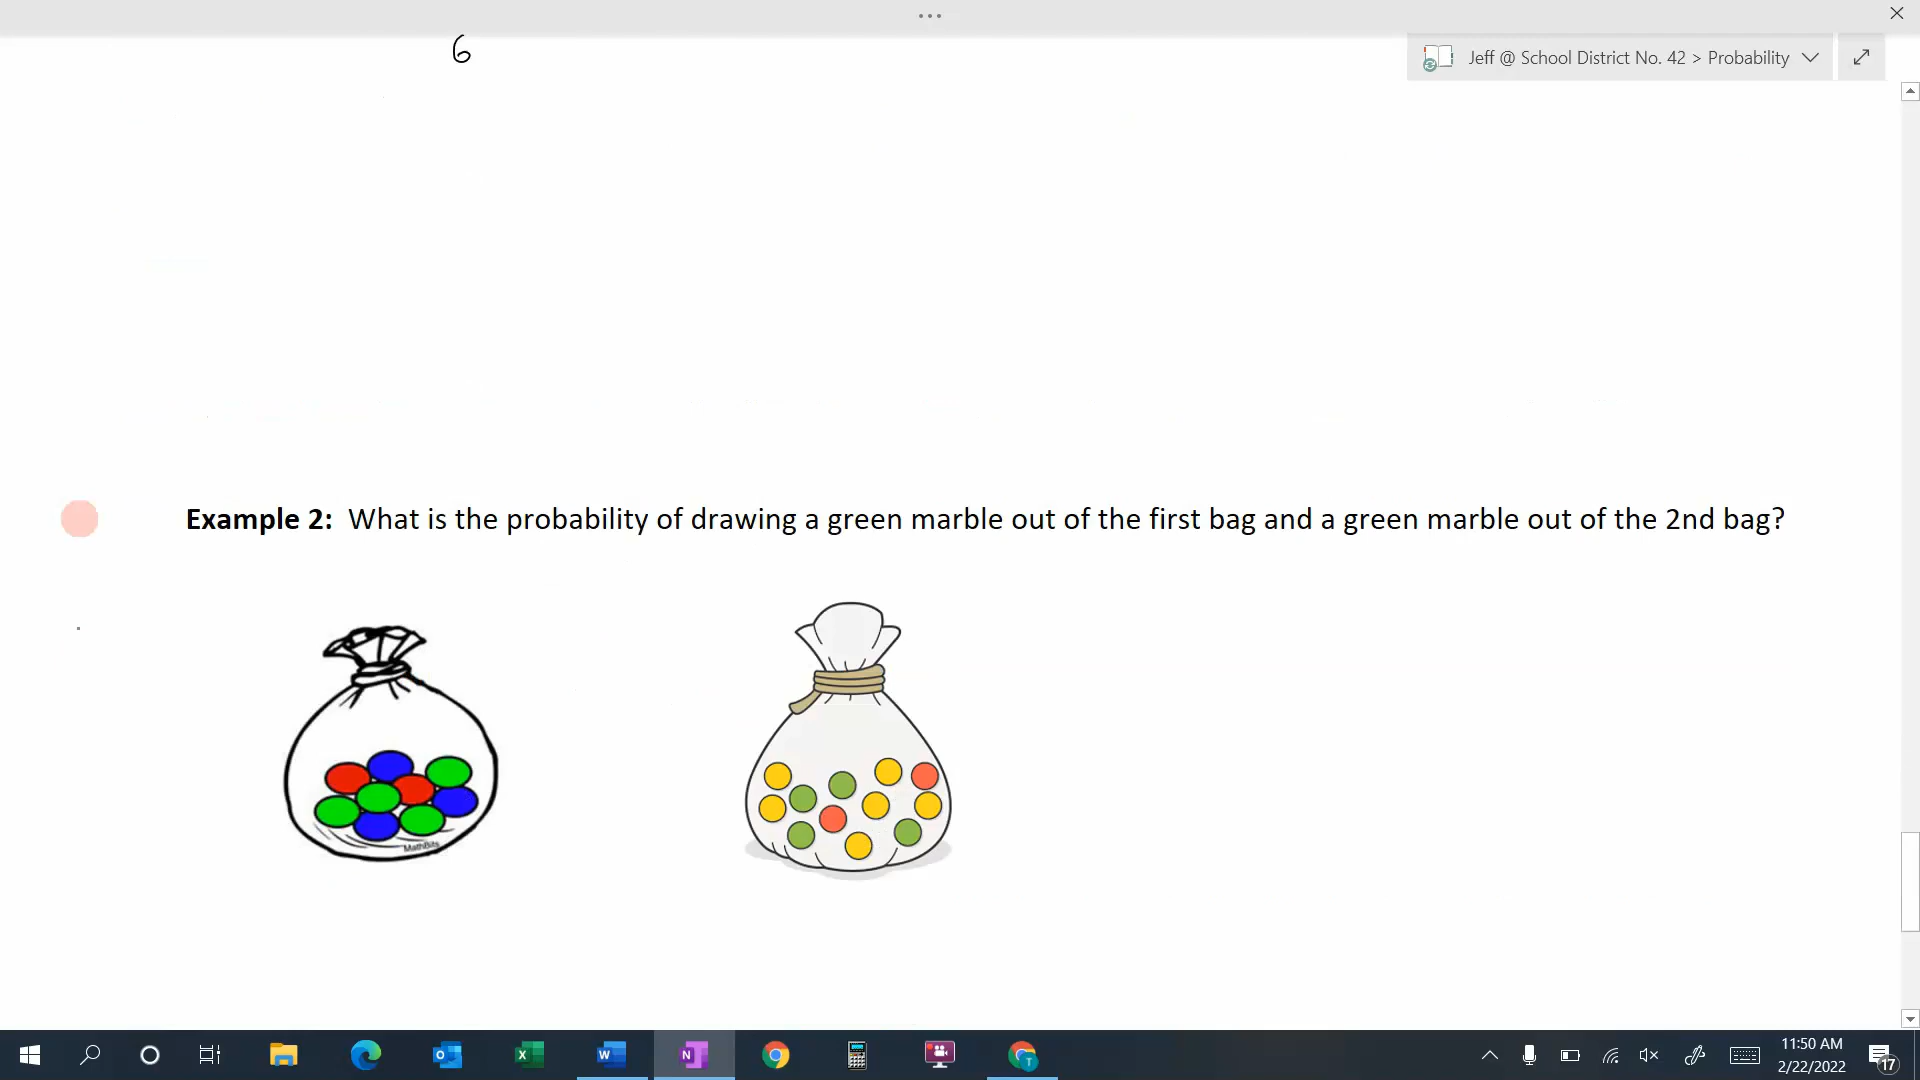 ...
6
Jeff @ School District No. 42 > Probability
Example 2: What is the probability of drawing a green marble out of the first bag and a green marble out of the 2nd bag?
MathBits
11:50 AM
2/22/2022
17